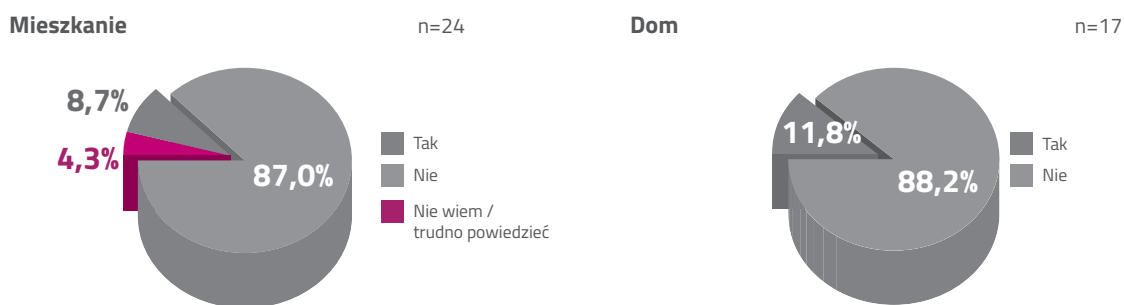 Mieszkanie n=24
8,7%
4,3%
87,0%
Tak
Nie
Nie wiem /
trudno powiedzieć
Dom n=17
11,8%
88,2%
Tak
Nie